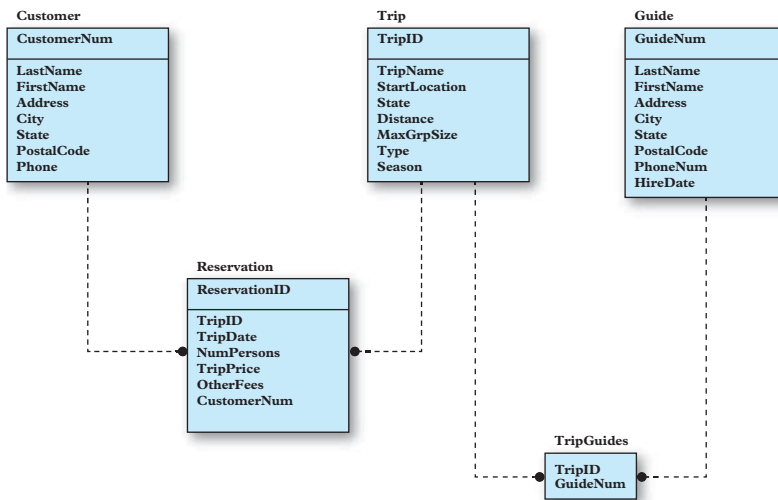 Customer
CustomerNum
LastName
FirstName
Address
City
State
PostalCode
Phone
Trip
TripID
TripName
StartLocation
State
Distance
MaxGrpSize
Type
Season
Guide
GuideNum
LastName
FirstName
Address
City
State
PostalCode
PhoneNum
HireDate
Reservation
ReservationID
TripID
TripDate
NumPersons
TripPrice
OtherFees
CustomerNum
TripGuides
TripID
GuideNum